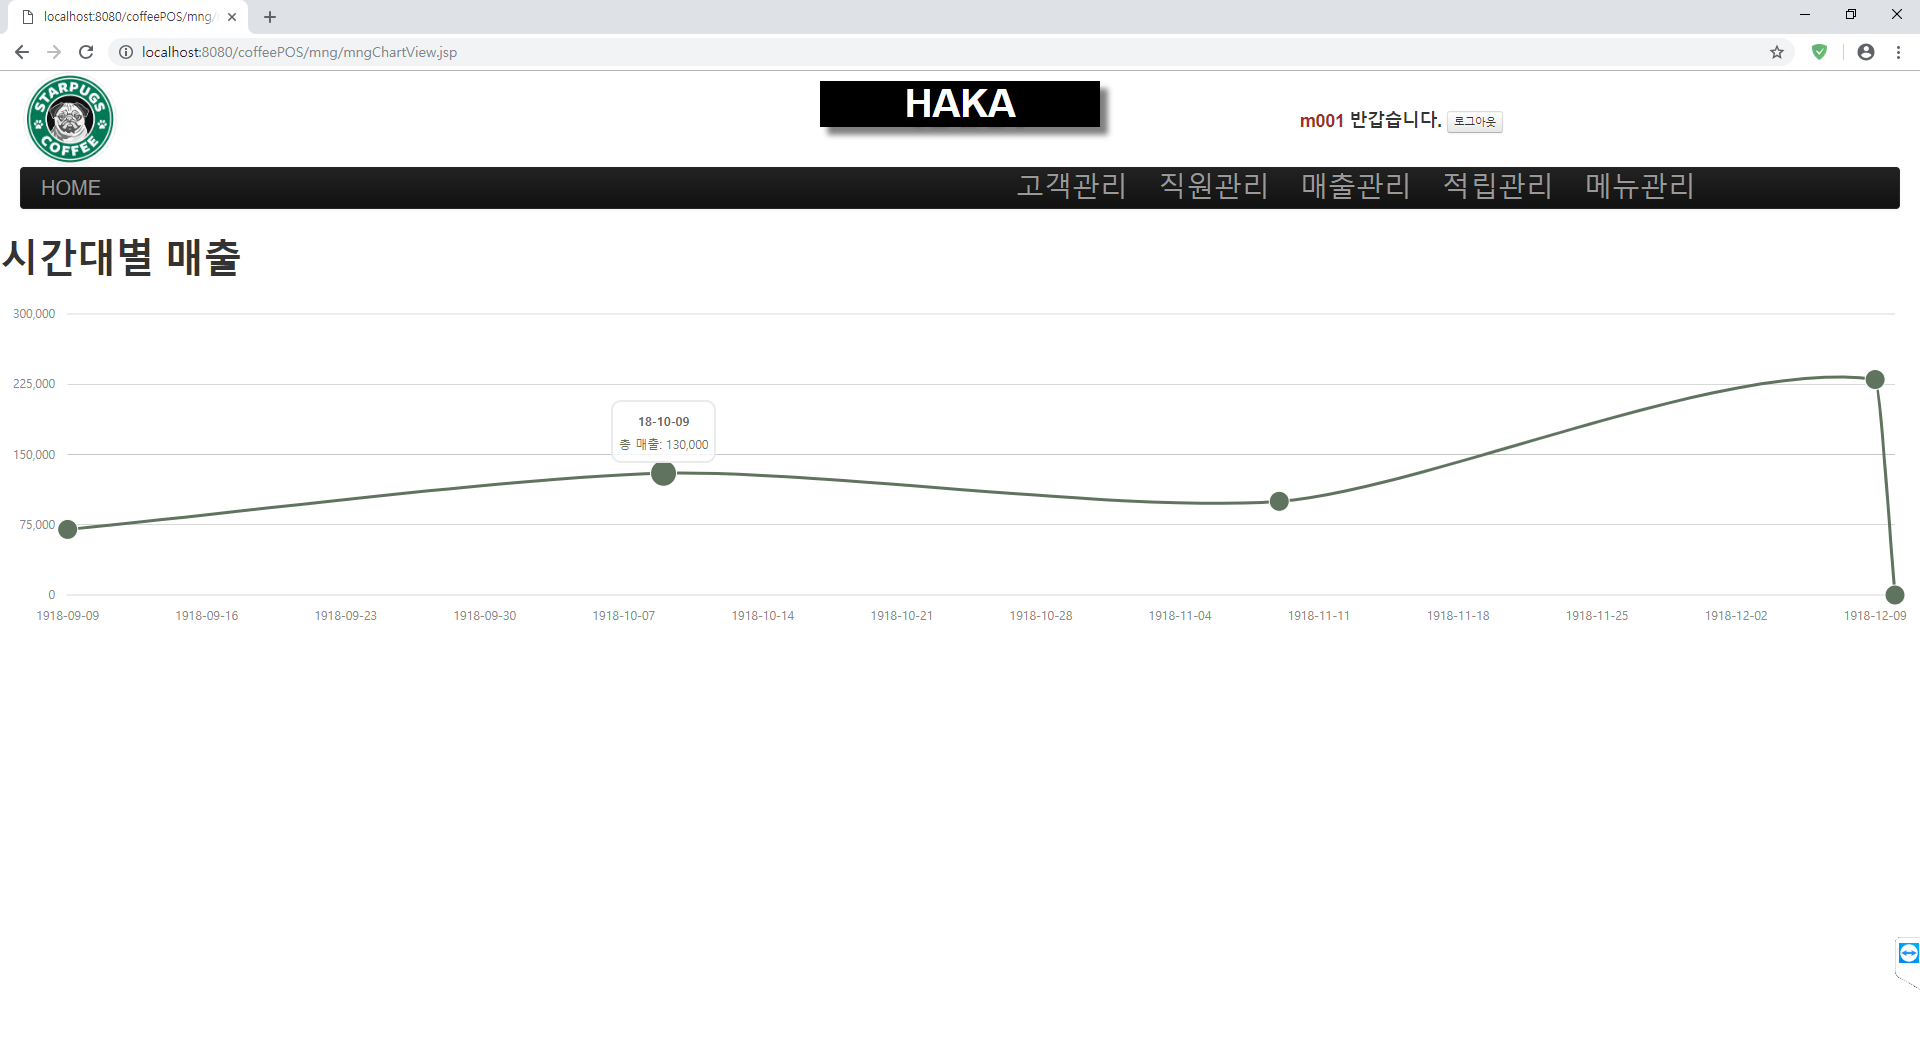 localhost:8080/coffeePOS/mng/
localhost:8080/coffeePOS/mng/mngChartView.jsp
STARPUGS
COFFEE
HAKA
m001 반갑습니다. 로그아웃
HOME 고객관리 직원관리 매출관리 적립관리 메뉴관리
시간대별 매출
300,000
225,000
150,000
75,000
0
18-10-09
총 매출: 130,000
1918-09-09 1918-09-16 1918-09-23 1918-09-30 1918-10-07 1918-10-14 1918-10-21 1918-10-28 1918-11-04 1918-11-11 1918-11-18 1918-11-25 1918-12-02 1918-12-09